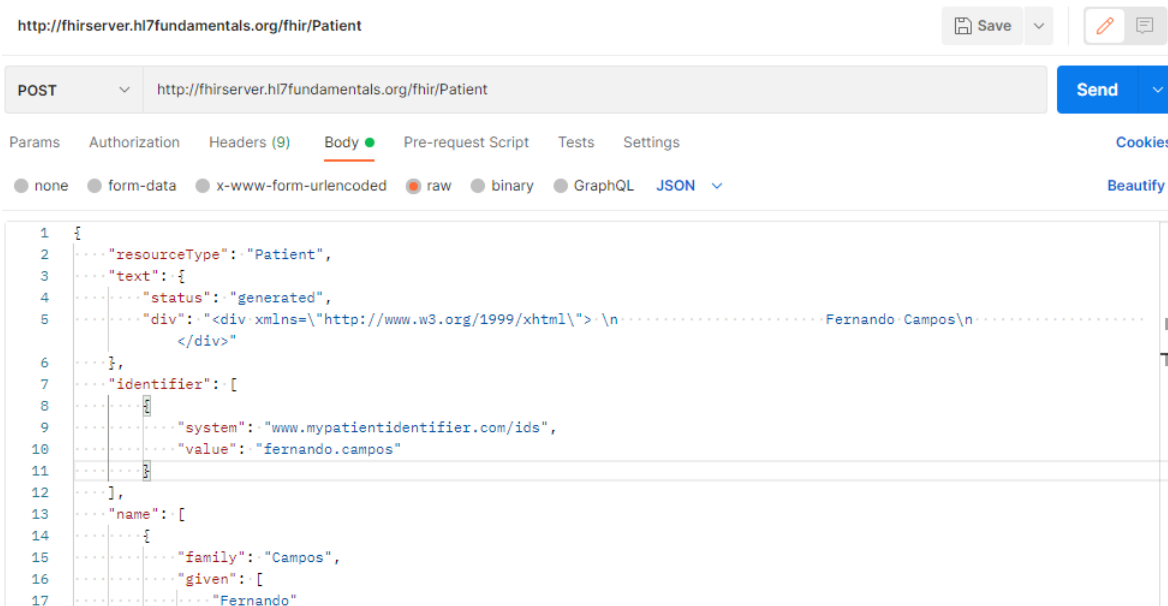 http://fhirserver.hl7fundamentals.org/fhir/Patient
Save
POST http://fhirserver.hl7fundamentals.org/fhir/Patient Send
Params Authorization Headers (9) Body Pre-request Script Tests Settings Cookies
none form-data x-www-form-urlencoded raw binary GraphQL JSON Beautify
1 {
2 "resourceType": "Patient",
3 "text": {
4 "status": "generated",
5 "div": "<div xmlns=\"http://www.w3.org/1999/xhtml\"> \n Fernando Campos\n
</div>"
6 },
7 "identifier": [
8 {
9 "system": "www.mypatientidentifier.com/ids",
10 "value": "fernando.campos"
11 }
12 ],
13 "name": [
14 {
15 "family": "Campos",
16 "given": [
17 "Fernando"